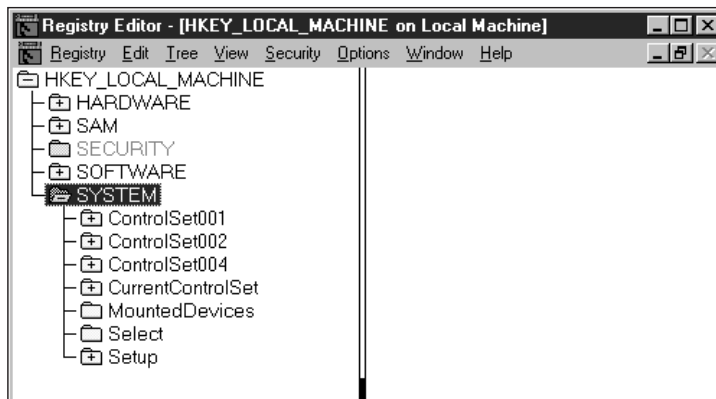 Registry Editor - [HKEY_LOCAL_MACHINE on Local Machine]
Registry Edit Tree View Security Options Window Help
HKEY_LOCAL_MACHINE
HARDWARE
SAM
SECURITY
SOFTWARE
SYSTEM
ControlSet001
ControlSet002
ControlSet004
CurrentControlSet
MountedDevices
Select
Setup